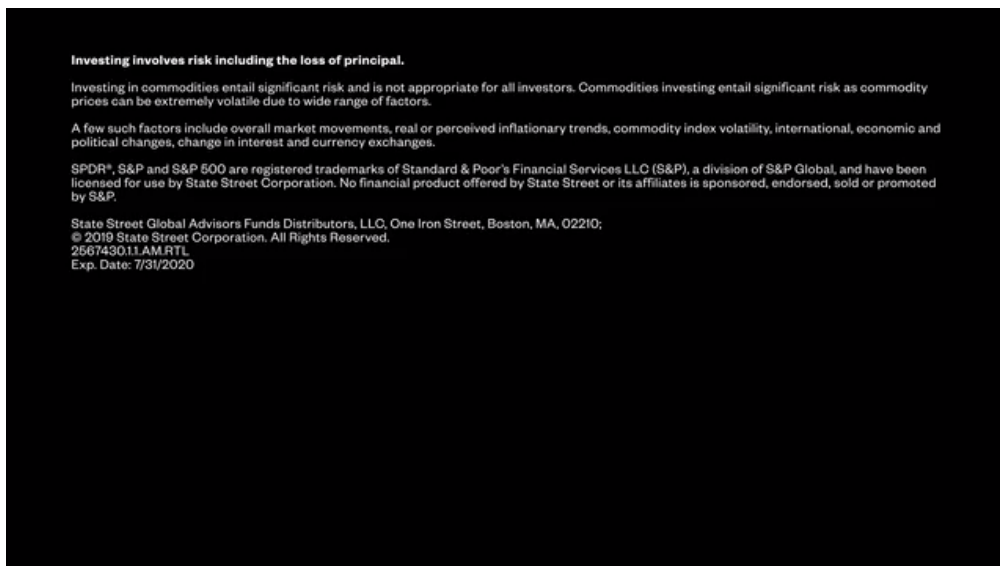 Investing involves risk including the loss of principal.
Investing in commodities entail significant risk and is not appropriate for all investors. Commodities investing entail significant risk as commodity
prices can be extremely volatile due to wide range of factors.
A few such factors include overall market movements, real or perceived inflationary trends, commodity index volatility, international, economic and
political changes, change in interest and currency exchanges.
SPDR®, S&P and S&P 500 are registered trademarks of Standard & Poor's Financial Services LLC (S&P), a division of S&P Global, and have been
licensed for use by State Street Corporation. No financial product offered by State Street or its affiliates is sponsored, endorsed, sold or promoted
by S&P.
State Street Global Advisors Funds Distributors, LLC, One Iron Street, Boston, MA, 02210;
© 2019 State Street Corporation. All Rights Reserved.
2567430.1.1.AM.RTL
Exp. Date: 7/31/2020